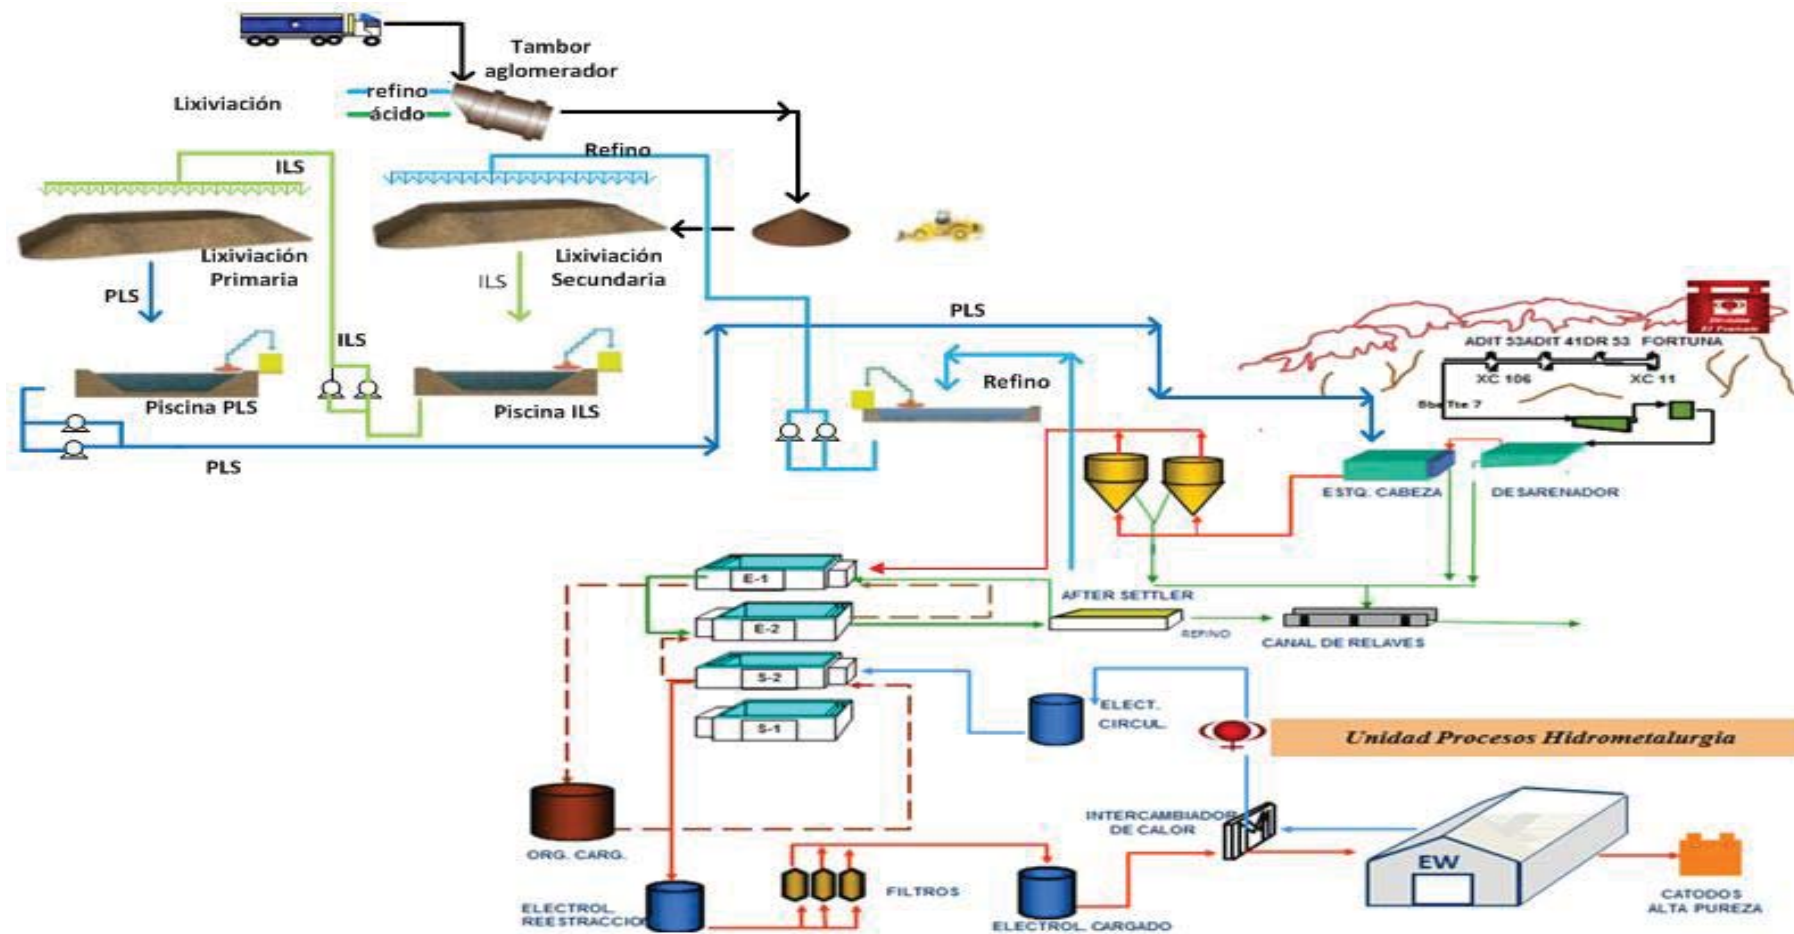 Tambor
aglomerador
Lixiviación
refino
ácido
ILS
Refino
Lixiviación
Primaria
Lixiviación
Secundaria
PLS
ILS
PLS
ILS
Refino
Piscina PLS
Piscina ILS
PLS
ADIT 53ADIT 41DR 53 FORTUNA
XC 106
XC 11
ESTQ. CABEZA
DESARENADOR
E-1
E-2
S-2
S-1
AFTER SETTLER
REFINO
CANAL DE RELAVES
ELECT.
CIRCUL.
Unidad Procesos Hidrometalurgia
INTERCAMBIADOR
DE CALOR
ORG. CARG.
ELECTROL.
REESTRACCION
FILTROS
ELECTROL. CARGADO
EW
CATODOS
ALTA PUREZA